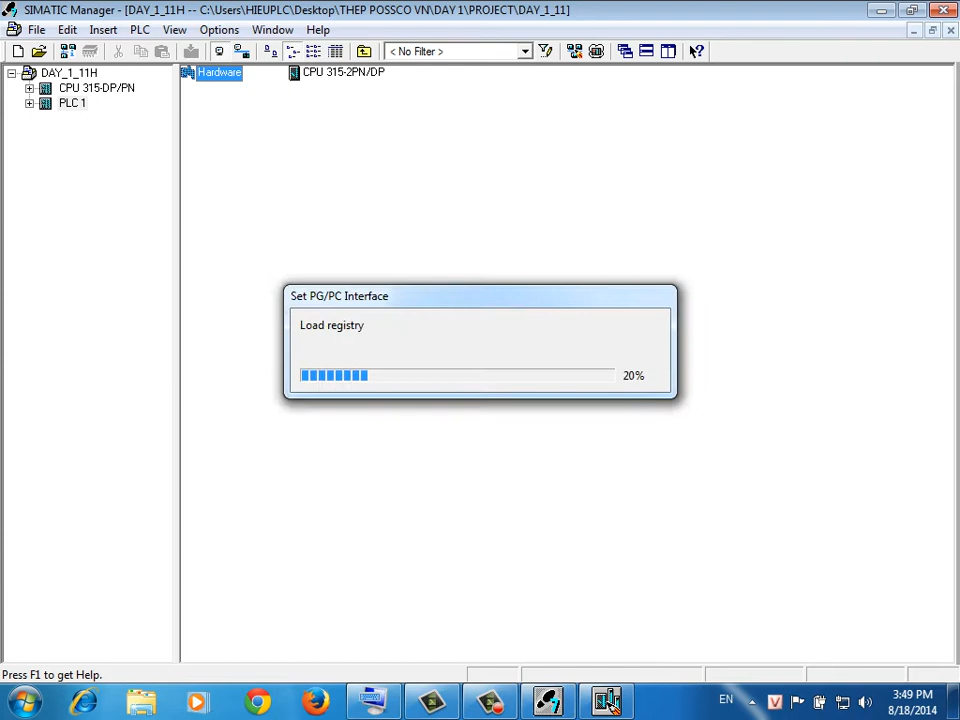 SIMATIC Manager - [DAY_1_11H -- C:\Users\HIEUPLC\Desktop\THEP POSSCO VN\DAY 1\PROJECT\DAY_1_11]
File Edit Insert PLC View Options Window Help
< No Filter >
DAY_1_11H
CPU 315-DP/PN
PLC 1
Hardware
CPU 315-2PN/DP
Set PG/PC Interface
Load registry
20%
Press F1 to get Help.
EN
V
3:49 PM
8/18/2014